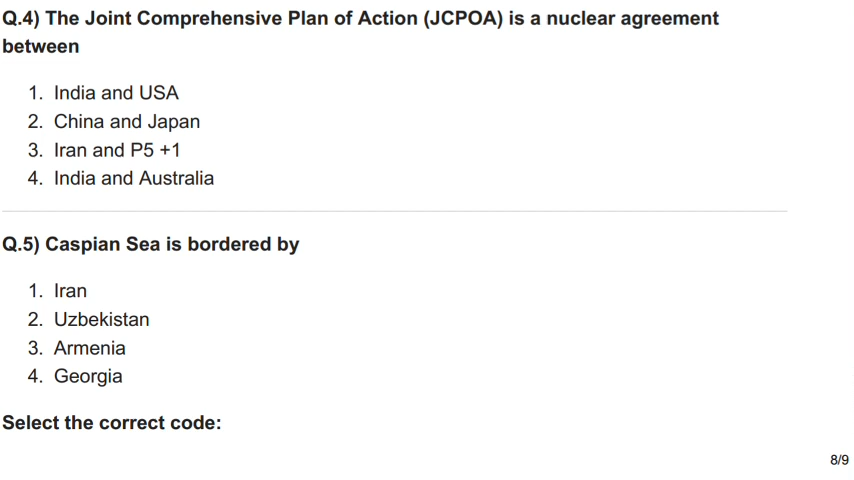 Q.4) The Joint Comprehensive Plan of Action (JCPOA) is a nuclear agreement
between
1. India and USA
2. China and Japan
3. Iran and P5 +1
4. India and Australia
Q.5) Caspian Sea is bordered by
1. Iran
2. Uzbekistan
3. Armenia
4. Georgia
Select the correct code:
8/9